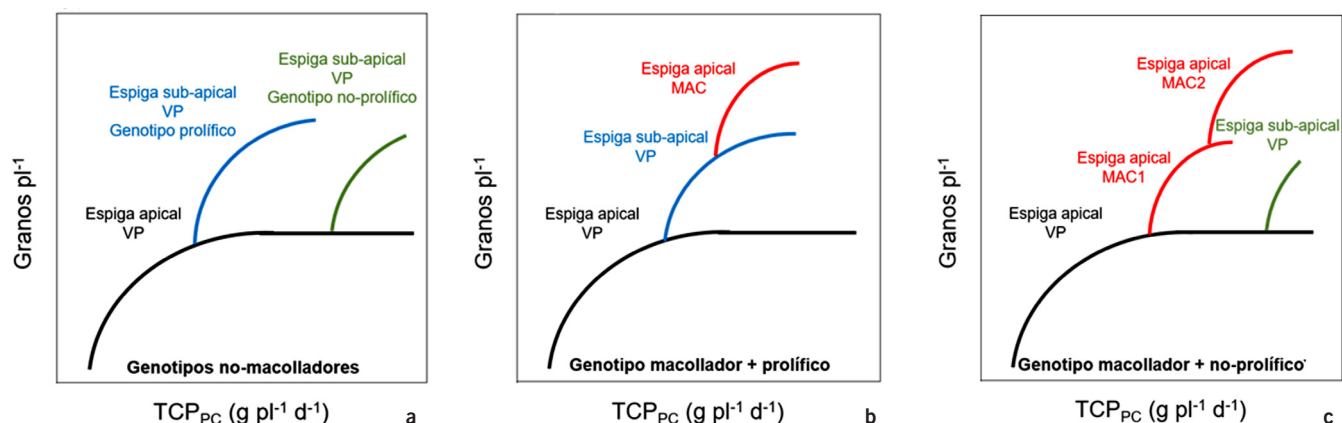 Granos pl⁻¹
Espiga sub-apical
VP
Genotipo prolífico
Espiga sub-apical
VP
Genotipo no-prolífico
Espiga apical
VP
Genotipos no-macolladores
TCP_PC (g pl⁻¹ d⁻¹)
a
Granos pl⁻¹
Espiga apical
MAC
Espiga sub-apical
VP
Espiga apical
VP
Genotipo macollador + prolífico
TCP_PC (g pl⁻¹ d⁻¹)
b
Granos pl⁻¹
Espiga apical
MAC2
Espiga sub-apical
VP
Espiga apical
MAC1
Espiga apical
VP
Genotipo macollador + no-prolífico
TCP_PC (g pl⁻¹ d⁻¹)
c